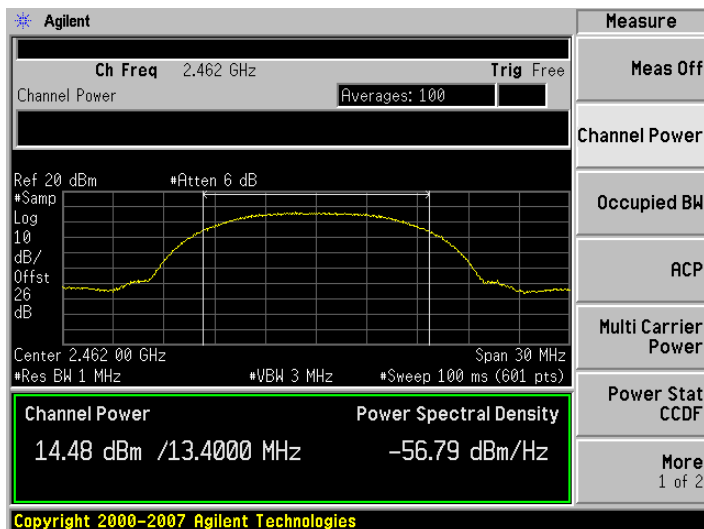 Agilent
Measure
Ch Freq 2.462 GHz Trig Free
Channel Power Averages: 100
Meas Off
Channel Power
Occupied BW
ACP
Multi Carrier
Power
Power Stat
CCDF
More
1 of 2
Ref 20 dBm #Atten 6 dB
#Samp
Log
10
dB/
Offst
26
dB
Center 2.462 00 GHz Span 30 MHz
#Res BW 1 MHz #VBW 3 MHz #Sweep 100 ms (601 pts)
Channel Power Power Spectral Density
14.48 dBm /13.4000 MHz -56.79 dBm/Hz
Copyright 2000-2007 Agilent Technologies